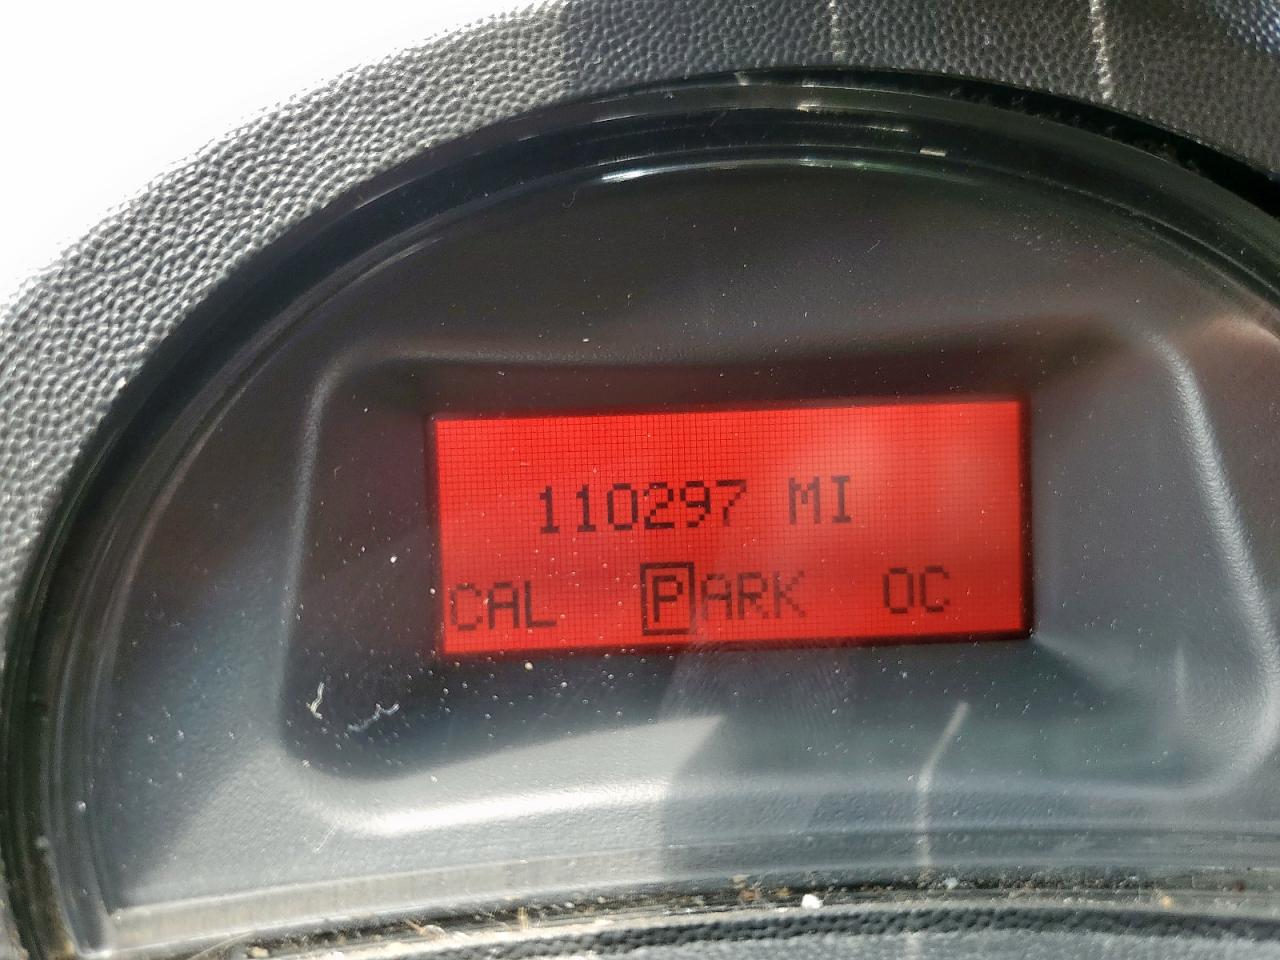 110297 MI
CAL PARK OC